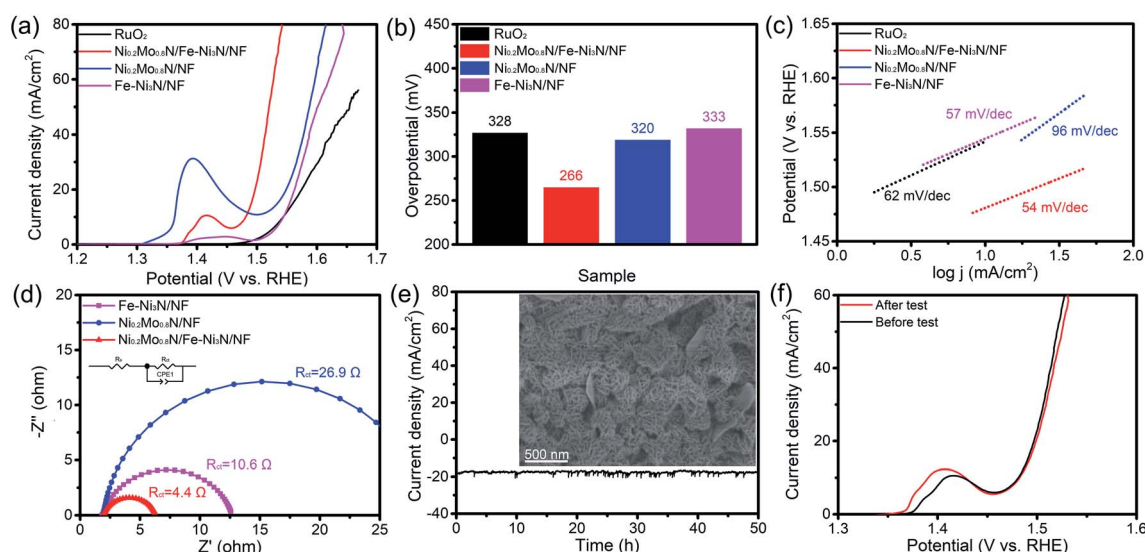 (a)
Current density (mA/cm²)
80
60
40
20
0
RuO₂
Ni₀.₂Mo₀.₈N/Fe-Ni₃N/NF
Ni₀.₂Mo₀.₈N/NF
Fe-Ni₃N/NF
1.2 1.3 1.4 1.5 1.6 1.7
Potential (V vs. RHE)
(b)
Overpotential (mV)
450
400
350
300
250
200
RuO₂
Ni₀.₂Mo₀.₈N/Fe-Ni₃N/NF
Ni₀.₂Mo₀.₈N/NF
Fe-Ni₃N/NF
328
266
320
333
Sample
(c)
Potential (V vs. RHE)
1.65
1.60
1.55
1.50
1.45
RuO₂
Ni₀.₂Mo₀.₈N/Fe-Ni₃N/NF
Ni₀.₂Mo₀.₈N/NF
Fe-Ni₃N/NF
57 mV/dec
96 mV/dec
62 mV/dec
54 mV/dec
0.0 0.5 1.0 1.5 2.0
log j (mA/cm²)
(d)
-Z'' (ohm)
20
15
10
5
0
Fe-Ni₃N/NF
Ni₀.₂Mo₀.₈N/NF
Ni₀.₂Mo₀.₈N/Fe-Ni₃N/NF
Rₛ
R_ct
CPE1
R_ct=26.9 Ω
R_ct=10.6 Ω
R_ct=4.4 Ω
0 5 10 15 20 25
Z' (ohm)
(e)
Current density (mA/cm²)
80
60
40
20
0
-20
-40
500 nm
0 10 20 30 40 50
Time (h)
(f)
Current density (mA/cm²)
60
40
20
0
After test
Before test
1.3 1.4 1.5 1.6
Potential (V vs. RHE)